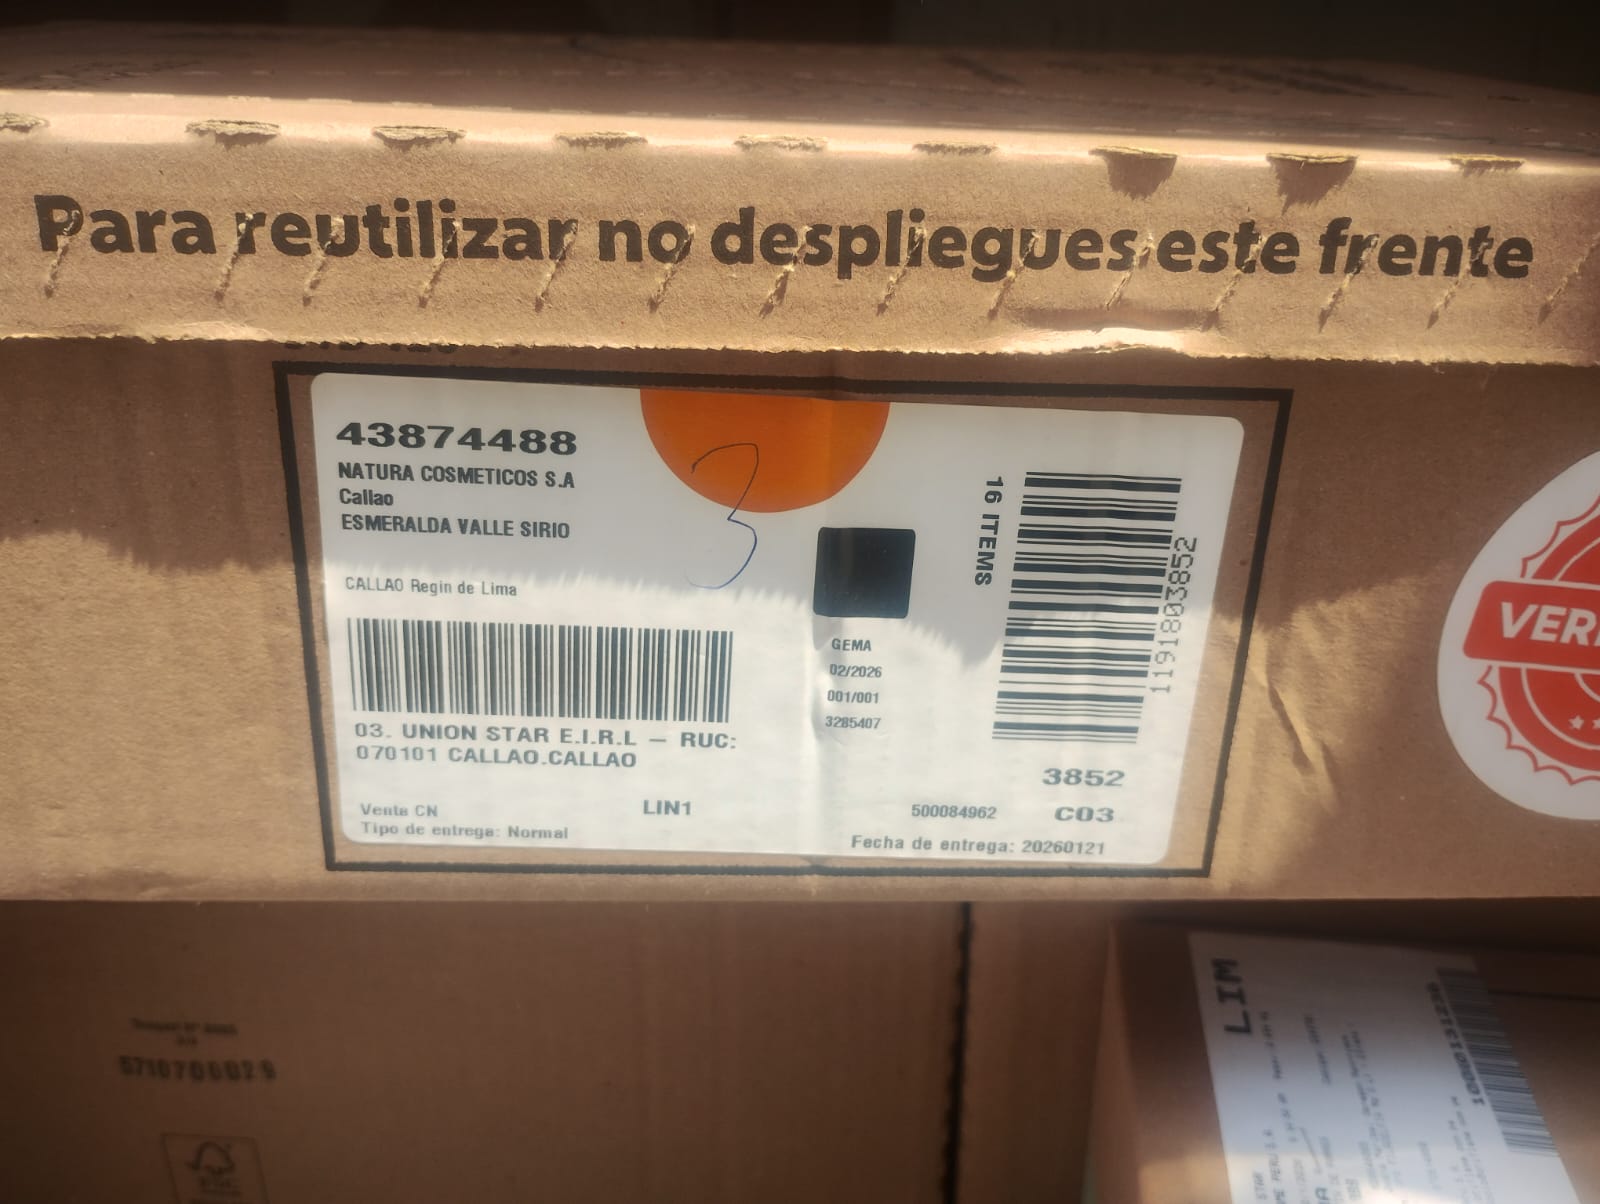 Para reutilizar no despliegues este frente
43874488
NATURA COSMETICOS S.A
Callao
ESMERALDA VALLE SIRIO
3
CALLAO Regin de Lima
16 ITEMS
1191803852
GEMA
02/2026
001/001
3285407
03. UNION STAR E.I.R.L – RUC:
070101 CALLAO.CALLAO
3852
Venta CN
LIN1
500084962
C03
Tipo de entrega: Normal
Fecha de entrega: 20260121
LIM